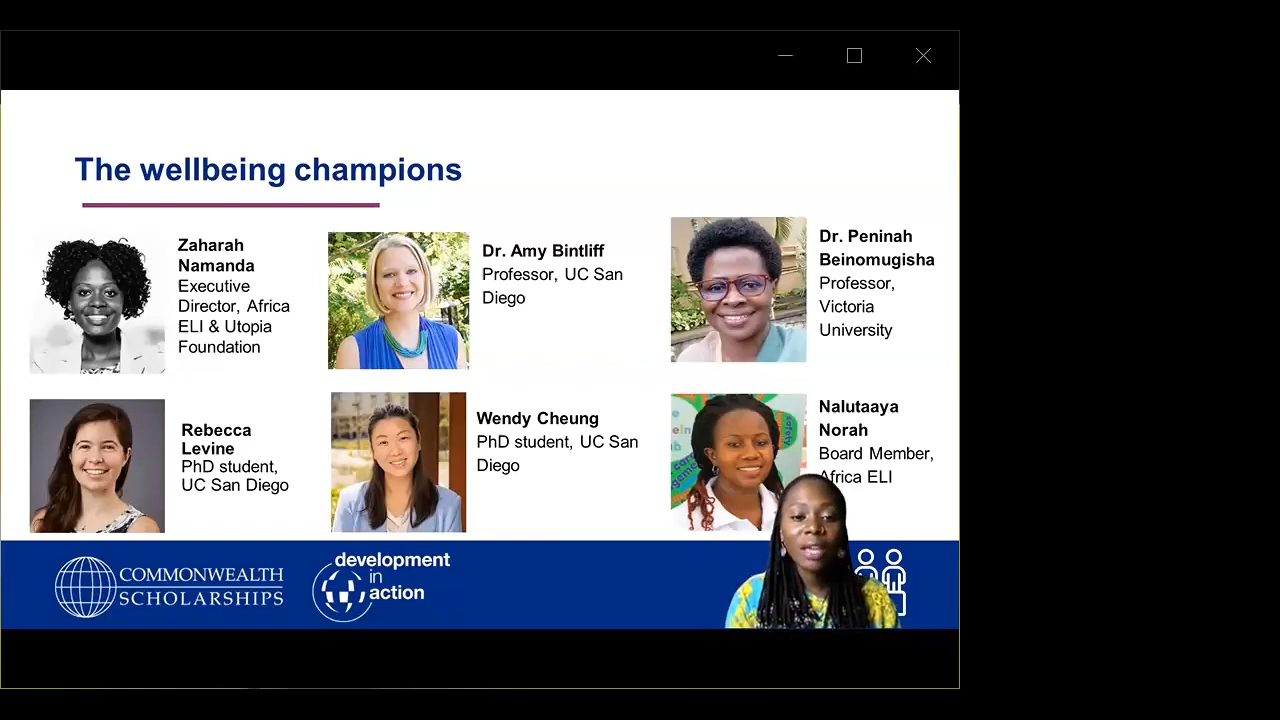 The wellbeing champions
Zaharah
Namanda
Executive
Director, Africa
ELI & Utopia
Foundation
Dr. Amy Bintliff
Professor, UC San
Diego
Dr. Peninah
Beinomugisha
Professor,
Victoria
University
Rebecca
Levine
PhD student,
UC San Diego
Wendy Cheung
PhD student, UC San
Diego
Nalutaaya
Norah
Board Member,
Africa ELI
safety
COMMONWEALTH
SCHOLARSHIPS
development
in
action